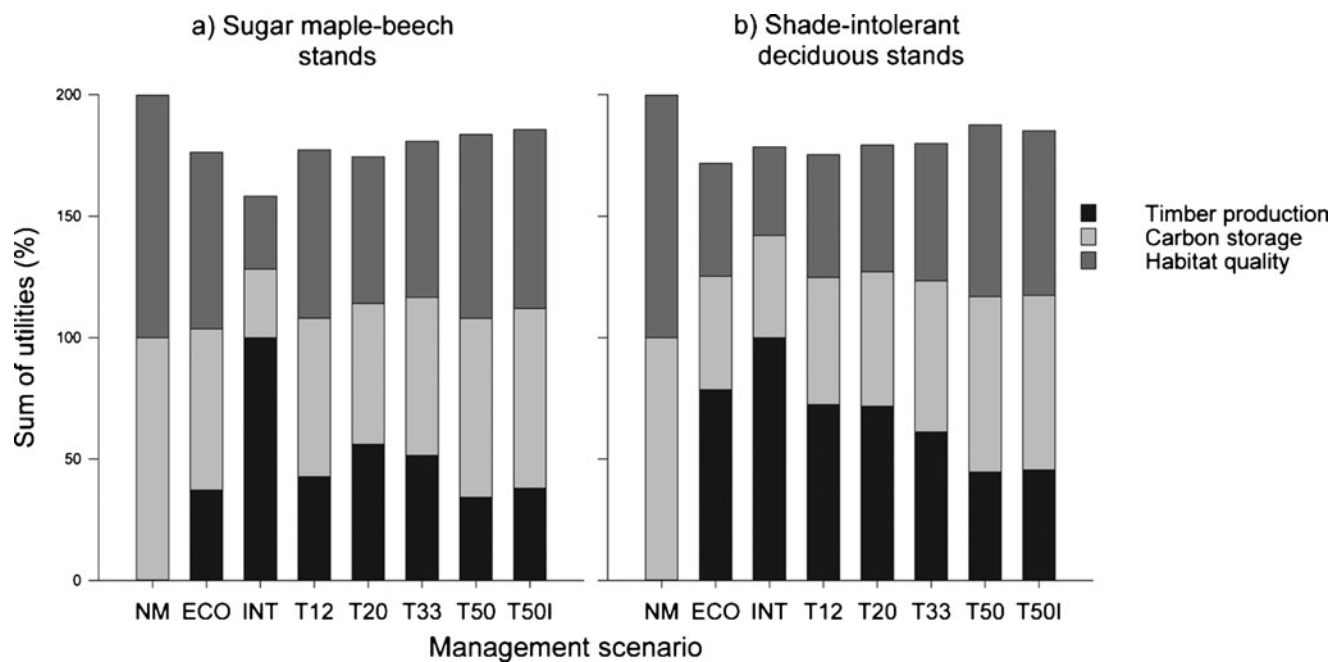 a) Sugar maple-beech
stands
b) Shade-intolerant
deciduous stands
Sum of utilities (%)
200
150
100
50
0
NM ECO INT T12 T20 T33 T50 T50I
NM ECO INT T12 T20 T33 T50 T50I
Management scenario
Timber production
Carbon storage
Habitat quality